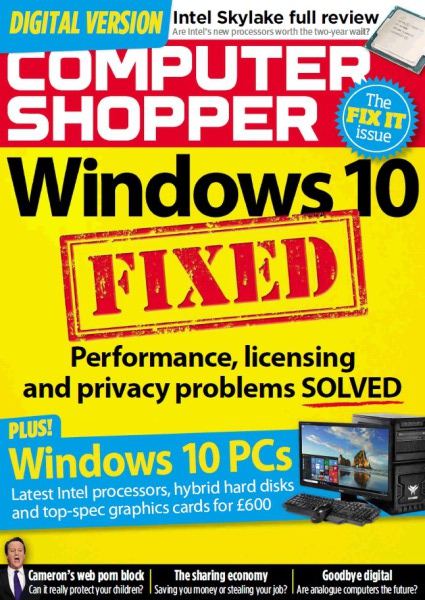 DIGITAL VERSION
Intel Skylake full review
Are Intel's new processors worth the two-year wait?
COMPUTER
SHOPPER
The
FIX IT
issue
Windows 10
FIXED
Performance, licensing
and privacy problems SOLVED
PLUS!
Windows 10 PCs
Latest Intel processors, hybrid hard disks
and top-spec graphics cards for £600
Cameron's web porn block
Can it really protect your children?
The sharing economy
Saving you money or stealing your job?
Goodbye digital
Are analogue computers the future?